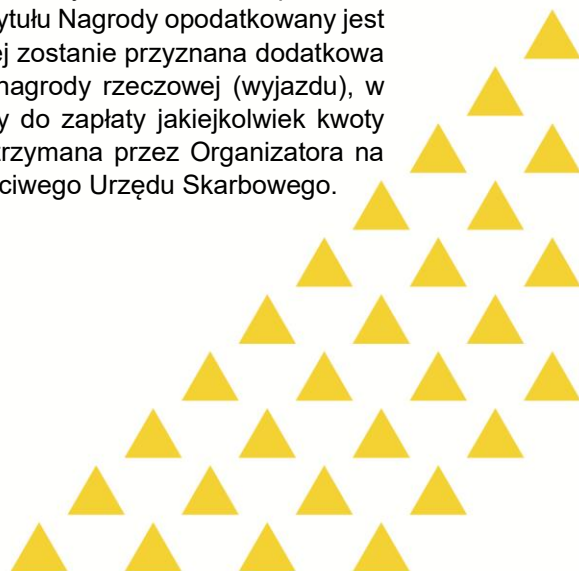 ytułu Nagrody opodatkowany jest
ej zostanie przyznana dodatkowa
nagrody rzeczowej (wyjazdu), w
y do zapłaty jakiejkolwiek kwoty
trzymana przez Organizatora na
ciwego Urzędu Skarbowego.